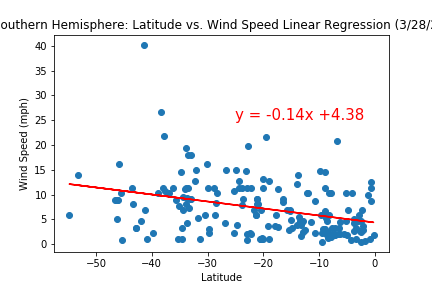 outhern Hemisphere: Latitude vs. Wind Speed Linear Regression (3/28/
40
35
30
25
20
15
10
5
0
Wind Speed (mph)
y = -0.14x +4.38
−50 −40 −30 −20 −10 0
Latitude